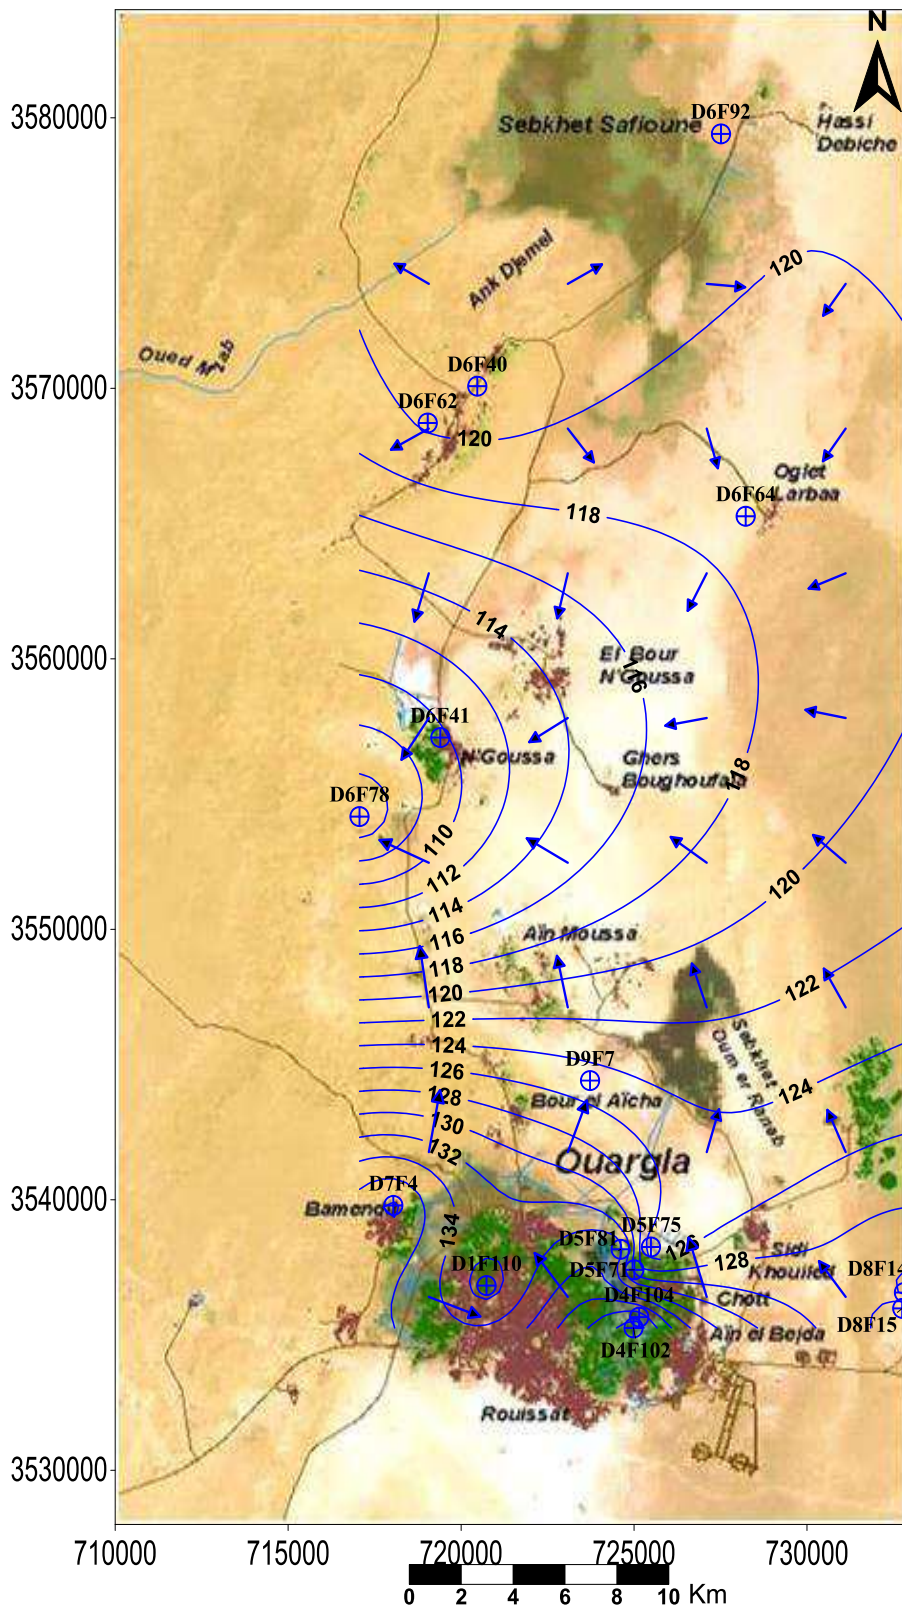 N
3580000
D6F92
Sebkhet Safioune
Hassi
Debiche
120
Ank Djemel
Oued M'zab
3570000
D6F40
D6F62
120
Oglet
Larbaa
D6F64
118
114
3560000
El Bour
N'Goussa
116
D6F41
N'Goussa
Ghers
Boughoufala
118
D6F78
110
112
120
114
3550000
116
Aïn Moussa
118
120
122
122
124
Sebkhet
Oum er Raneb
D9F7
126
124
128
Bour el Aïcha
130
132
Ouargla
3540000
D7F4
Bamendil
134
D5F75
D5F81
126
128
Sidi
Khouiled
D1F110
D5F71
D8F14
Chott
D4F104
D8F15
Aïn el Beida
D4F102
Rouissat
3530000
710000 715000 720000 725000 730000
0 2 4 6 8 10 Km